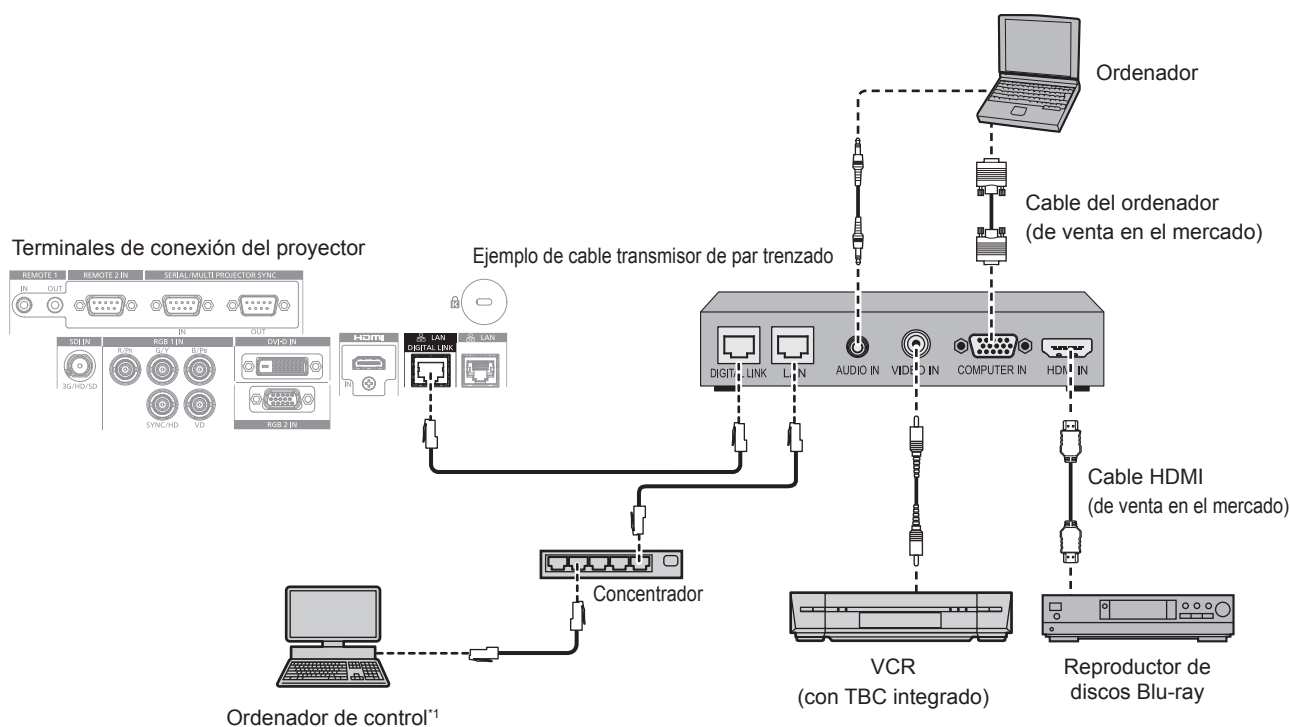 Ordenador
Cable del ordenador
(de venta en el mercado)
Terminales de conexión del proyector
Ejemplo de cable transmisor de par trenzado
REMOTE 1
REMOTE 2 IN
SERIAL/MULTI PROJECTOR SYNC
IN
OUT
IN
OUT
SDI IN
RGB 1 IN
DVI-D IN
HDMI
LAN
DIGITAL LINK
LAN
R/PR
G/Y
B/PB
3G/HD/SD
IN
SYNC/HD
VD
RGB 2 IN
DIGITAL LINK
LAN
AUDIO IN
VIDEO IN
COMPUTER IN
HDMI IN
Cable HDMI
(de venta en el mercado)
Concentrador
VCR
(con TBC integrado)
Reproductor de
discos Blu-ray
Ordenador de control*1